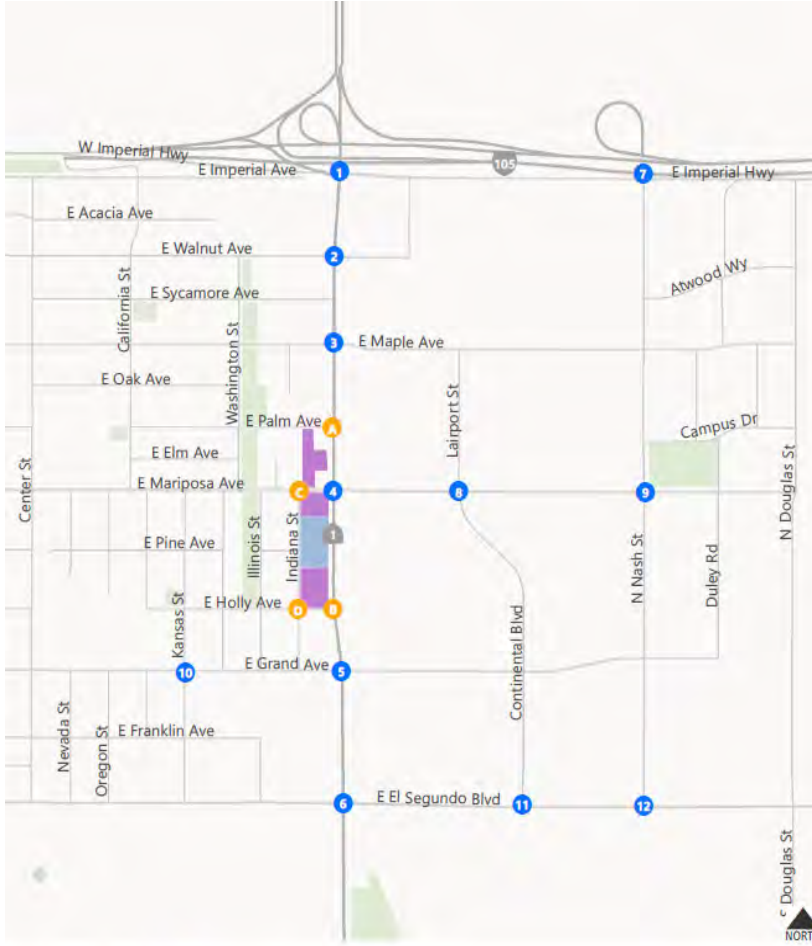 W Imperial Hwy
105
E Imperial Ave
1
7
E Imperial Hwy
E Acacia Ave
E Walnut Ave
2
California St
Atwood Wy
E Sycamore Ave
Washington St
3
E Maple Ave
E Oak Ave
Lairport St
E Palm Ave
A
Campus Dr
E Elm Ave
Center St
E Mariposa Ave
C
4
8
9
N Douglas St
1
E Pine Ave
Illinois St
Indiana St
N Nash St
Duley Rd
Kansas St
E Holly Ave
D
B
E Grand Ave
10
5
Continental Blvd
Nevada St
Oregon St
E Franklin Ave
6
E El Segundo Blvd
11
12
S Douglas St
NORT